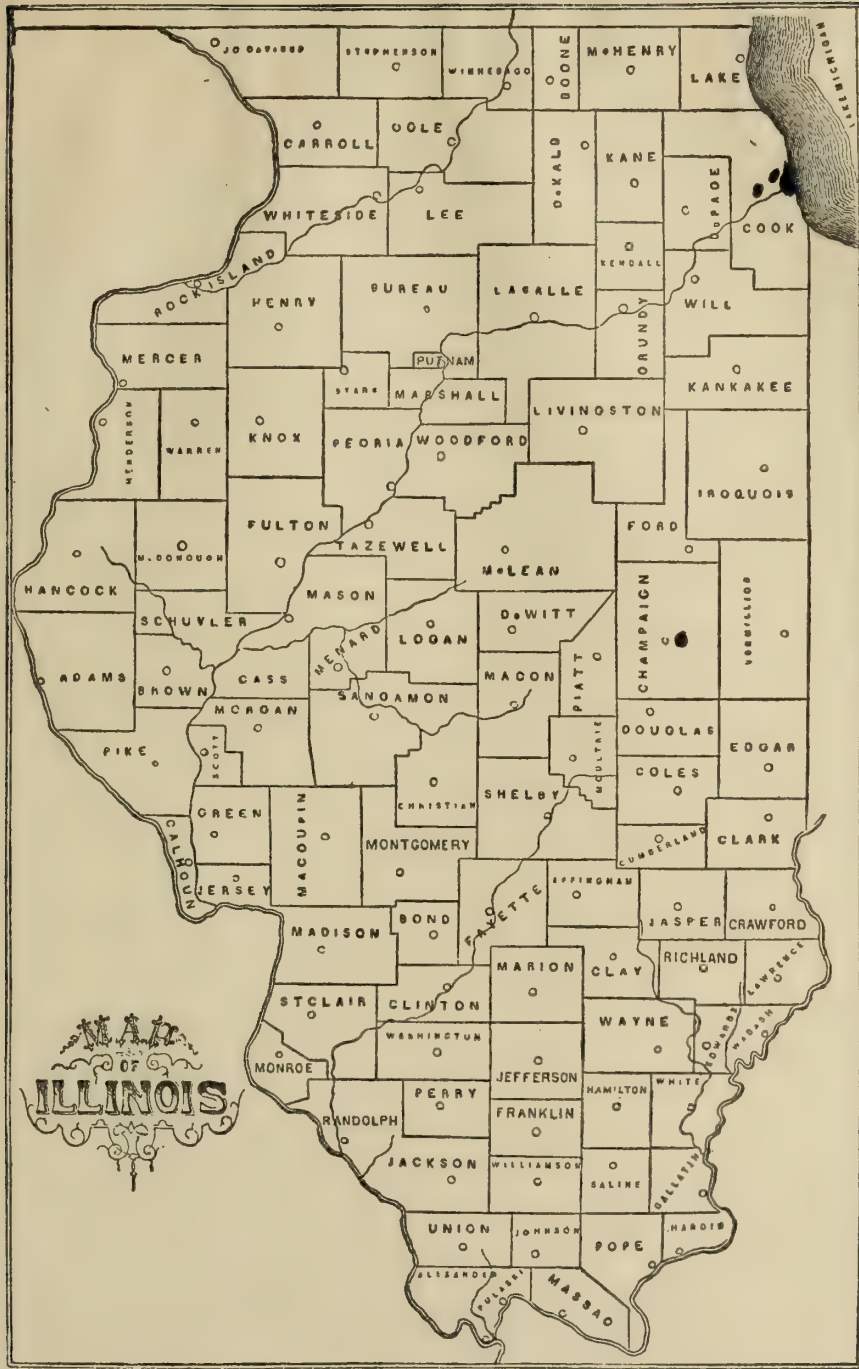 JO DAVIESS
STEPHENSON
WINNEBAGO
BOONE
McHENRY
LAKE
LAKE MICHIGAN
CARROLL
OGLE
DeKALB
KANE
DuPAGE
COOK
WHITESIDE
LEE
KENDALL
ROCK ISLAND
HENRY
BUREAU
LASALLE
GRUNDY
WILL
MERCER
PUTNAM
STARK
MARSHALL
KANKAKEE
HENDERSON
WARREN
KNOX
PEORIA
WOODFORD
LIVINGSTON
IROQUOIS
FULTON
TAZEWELL
McLEAN
FORD
HANCOCK
McDONOUGH
SCHUYLER
MASON
LOGAN
DeWITT
CHAMPAIGN
VERMILLION
ADAMS
BROWN
CASS
MENARD
SANGAMON
MACON
PIATT
MORGAN
PIKE
SCOTT
CHRISTIAN
SHELBY
MOULTRIE
DOUGLAS
COLES
EDGAR
CALHOUN
GREEN
MACOUPIN
MONTGOMERY
CUMBERLAND
CLARK
JERSEY
MADISON
BOND
FAYETTE
EFFINGHAM
JASPER
CRAWFORD
ST CLAIR
CLINTON
MARION
CLAY
RICHLAND
LAWRENCE
MONROE
WASHINGTON
JEFFERSON
WAYNE
EDWARDS
WABASH
RANDOLPH
PERRY
FRANKLIN
HAMILTON
WHITE
JACKSON
WILLIAMSON
SALINE
GALLATIN
UNION
JOHNSON
POPE
HARDIN
ALEXANDER
PULASKI
MASSAC
MAP
OF
ILLINOIS